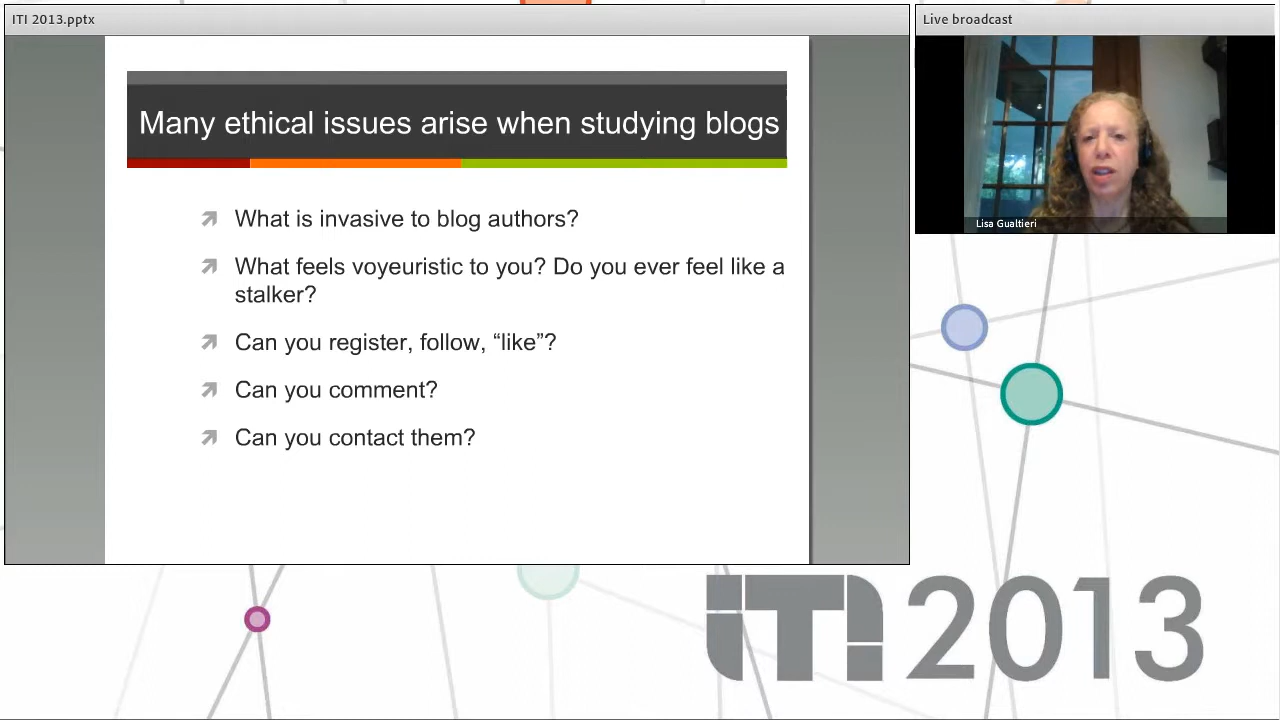 ITI 2013.pptx
Live broadcast
Many ethical issues arise when studying blogs
What is invasive to blog authors?
What feels voyeuristic to you? Do you ever feel like a
stalker?
Can you register, follow, “like”?
Can you comment?
Can you contact them?
Lisa Gualtieri
iTi 2013